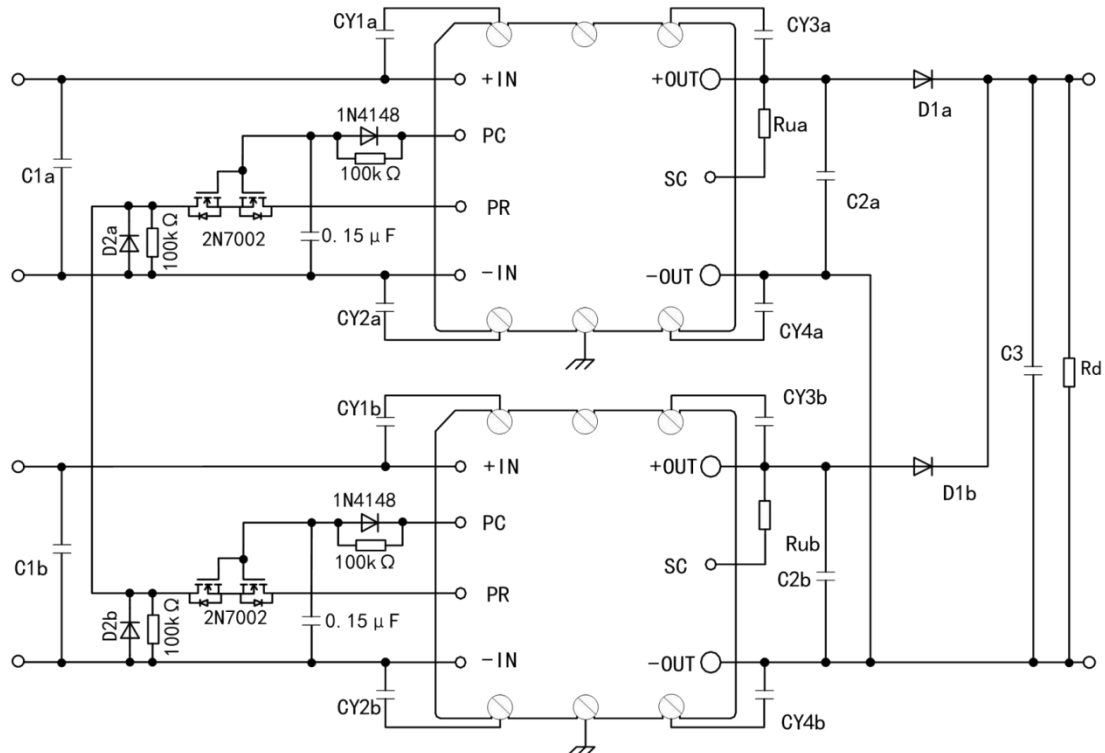 CY1a
CY3a
+IN
+OUT
D1a
1N4148
PC
Rua
100kΩ
C1a
SC
C2a
PR
2N7002
0.15μF
D2a
100kΩ
-IN
-OUT
CY2a
CY4a
C3
Rd
CY1b
CY3b
+IN
+OUT
D1b
1N4148
PC
Rub
100kΩ
C1b
SC
C2b
PR
2N7002
0.15μF
D2b
100kΩ
-IN
-OUT
CY2b
CY4b